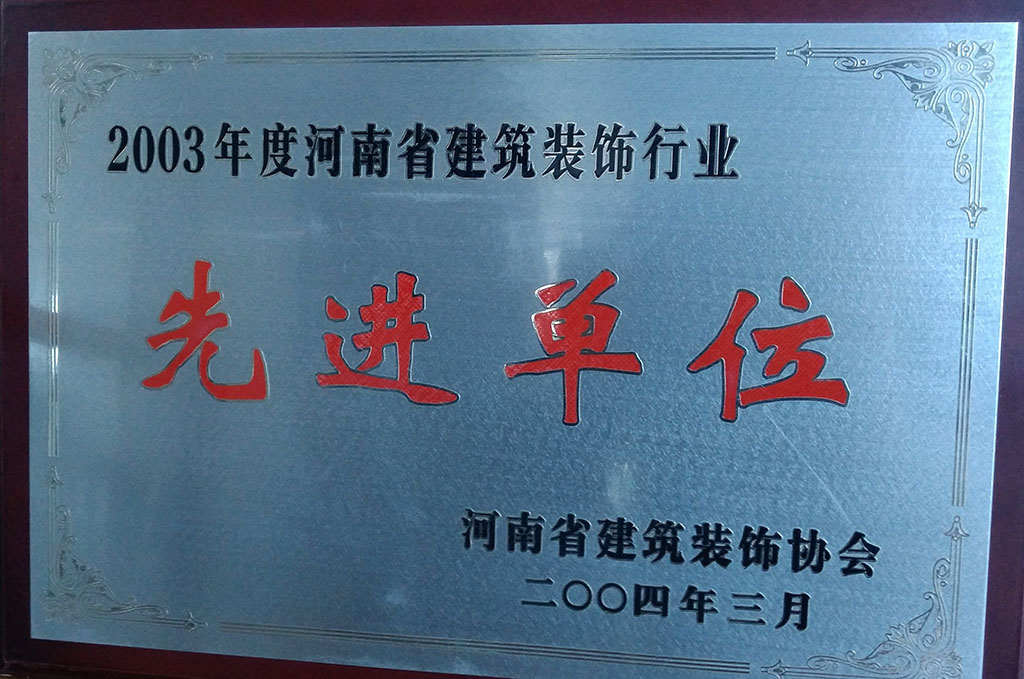 2003年度河南省建筑装饰行业
先进单位
河南省建筑装饰协会
二〇〇四年三月